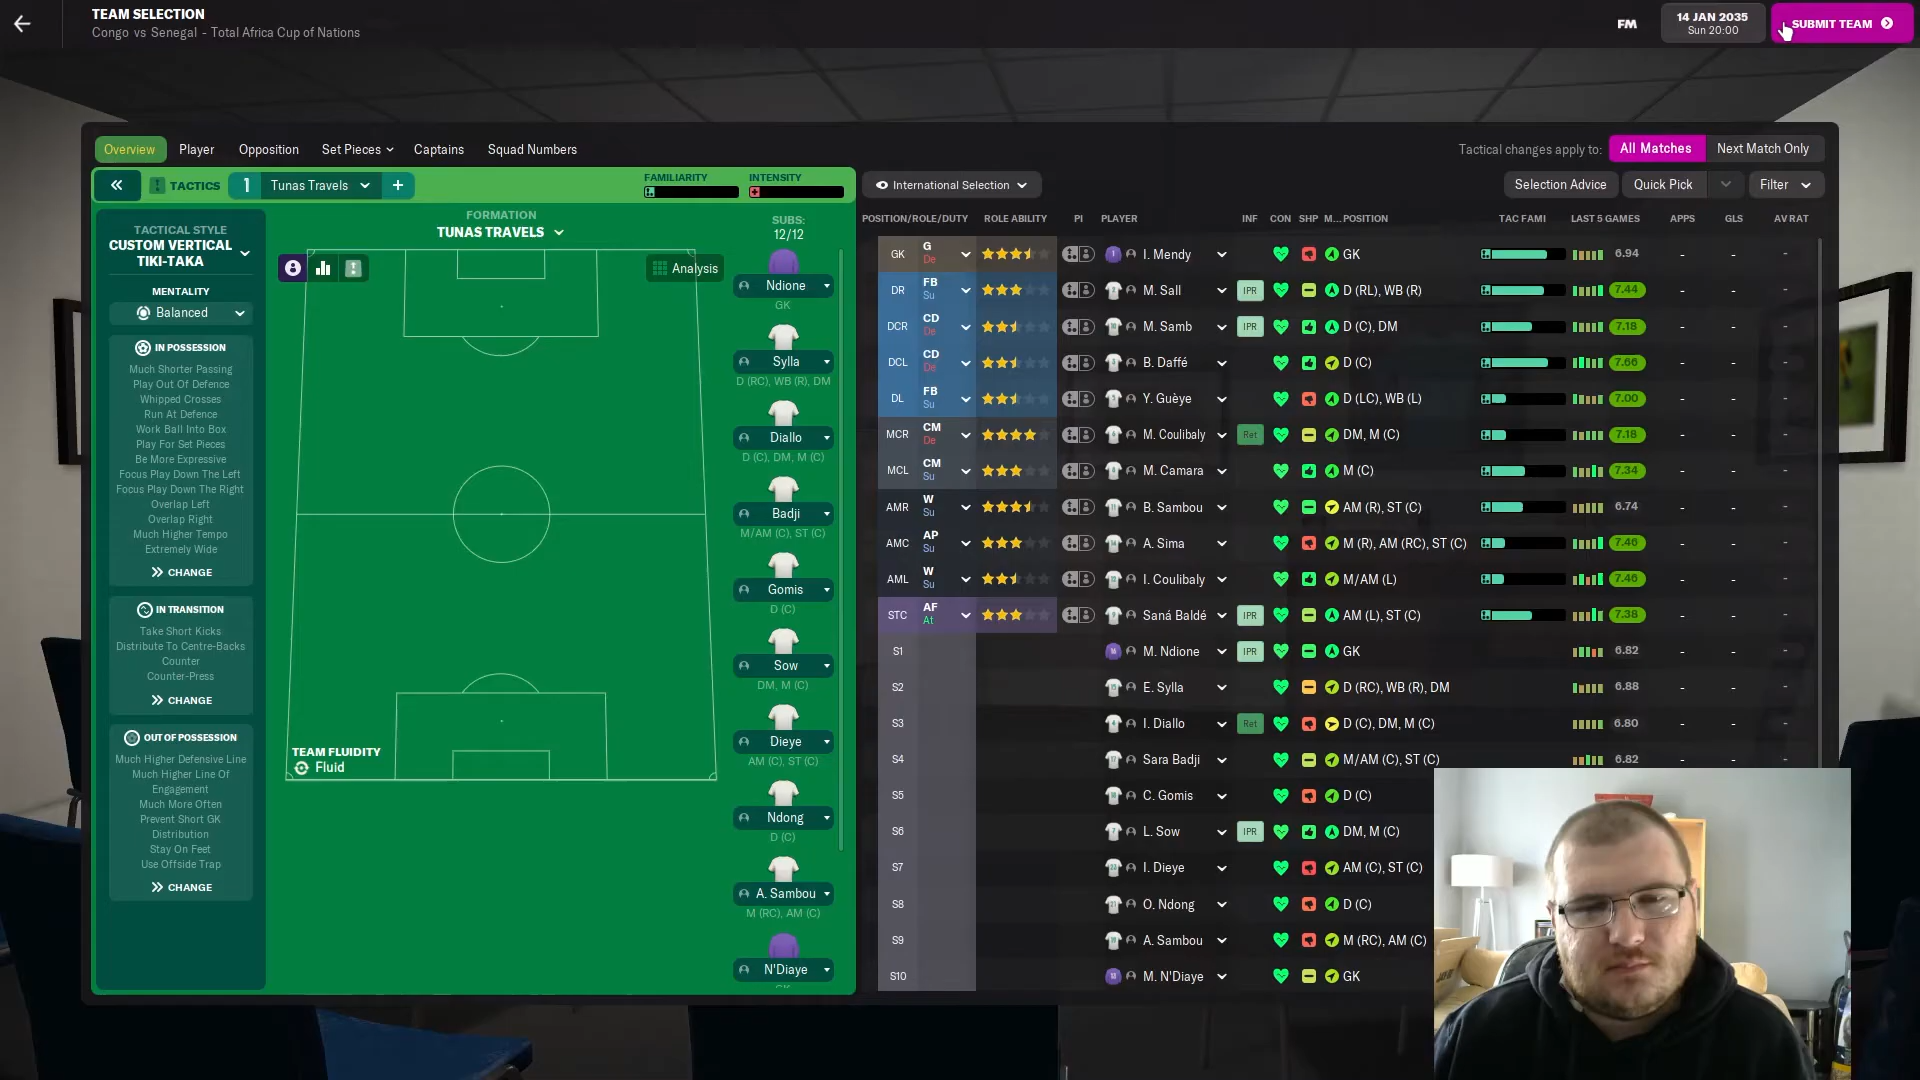 TEAM SELECTION
Congo vs Senegal - Total Africa Cup of Nations
FM
14 JAN 2035
Sun 20:00
SUBMIT TEAM
Overview
Player
Opposition
Set Pieces
Captains
Squad Numbers
Tactical changes apply to:
All Matches
Next Match Only
TACTICS
1
Tunas Travels
+
FAMILIARITY
INTENSITY
International Selection
Selection Advice
Quick Pick
Filter
TACTICAL STYLE
CUSTOM VERTICAL
TIKI-TAKA
MENTALITY
Balanced
IN POSSESSION
Much Shorter Passing
Play Out Of Defence
Whipped Crosses
Run At Defence
Work Ball Into Box
Play For Set Pieces
Be More Expressive
Focus Play Down The Left
Focus Play Down The Right
Overlap Left
Overlap Right
Much Higher Tempo
Extremely Wide
CHANGE
IN TRANSITION
Take Short Kicks
Distribute To Centre-Backs
Counter
Counter-Press
CHANGE
OUT OF POSSESSION
Much Higher Defensive Line
Much Higher Line Of
Engagement
Much More Often
Prevent Short GK
Distribution
Stay On Feet
Use Offside Trap
CHANGE
FORMATION
TUNAS TRAVELS
Analysis
TEAM FLUIDITY
Fluid
SUBS:
12/12
Ndione
GK
Sylla
D (RC), WB (R), DM
Diallo
D (C), DM, M (C)
Badji
M/AM (C), ST (C)
Gomis
D (C)
Sow
DM, M (C)
Dieye
AM (C), ST (C)
Ndong
D (C)
A. Sambou
M (RC), AM (C)
N'Diaye
POSITION/ROLE/DUTY ROLE ABILITY PI PLAYER INF CON SHP M... POSITION TAC FAMI LAST 5 GAMES APPS GLS AV RAT
GK G De I. Mendy GK 6.94 - - -
DR FB Su M. Sall IPR D (RL), WB (R) 7.44 - - -
DCR CD De M. Samb IPR D (C), DM 7.18 - - -
DCL CD De B. Daffé D (C) 7.66 - - -
DL FB Su Y. Guèye D (LC), WB (L) 7.00 - - -
MCR CM De M. Coulibaly Ret DM, M (C) 7.18 - - -
MCL CM Su M. Camara M (C) 7.34 - - -
AMR W Su B. Sambou AM (R), ST (C) 6.74 - - -
AMC AP Su A. Sima M (R), AM (RC), ST (C) 7.46 - - -
AML W Su I. Coulibaly M/AM (L) 7.46 - - -
STC AF At Saná Baldé IPR AM (L), ST (C) 7.38 - - -
S1 M. Ndione IPR GK 6.82 - - -
S2 E. Sylla D (RC), WB (R), DM 6.88 - - -
S3 I. Diallo Ret D (C), DM, M (C) 6.80 - - -
S4 Sara Badji M/AM (C), ST (C) 6.82 - - -
S5 C. Gomis D (C)
S6 L. Sow IPR DM, M (C)
S7 I. Dieye AM (C), ST (C)
S8 O. Ndong D (C)
S9 A. Sambou M (RC), AM (C)
S10 M. N'Diaye GK